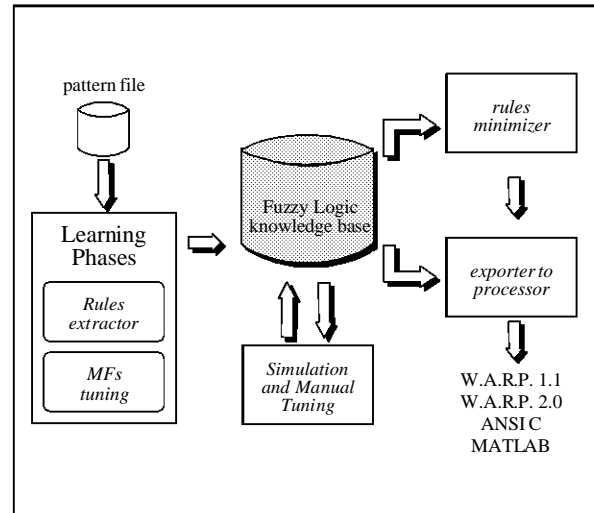 pattern file
Learning
Phases
Rules
extractor
MFs
tuning
Fuzzy Logic
knowledge base
Simulation
and Manual
Tuning
rules
minimizer
exporter to
processor
W.A.R.P. 1.1
W.A.R.P. 2.0
ANSI C
MATLAB